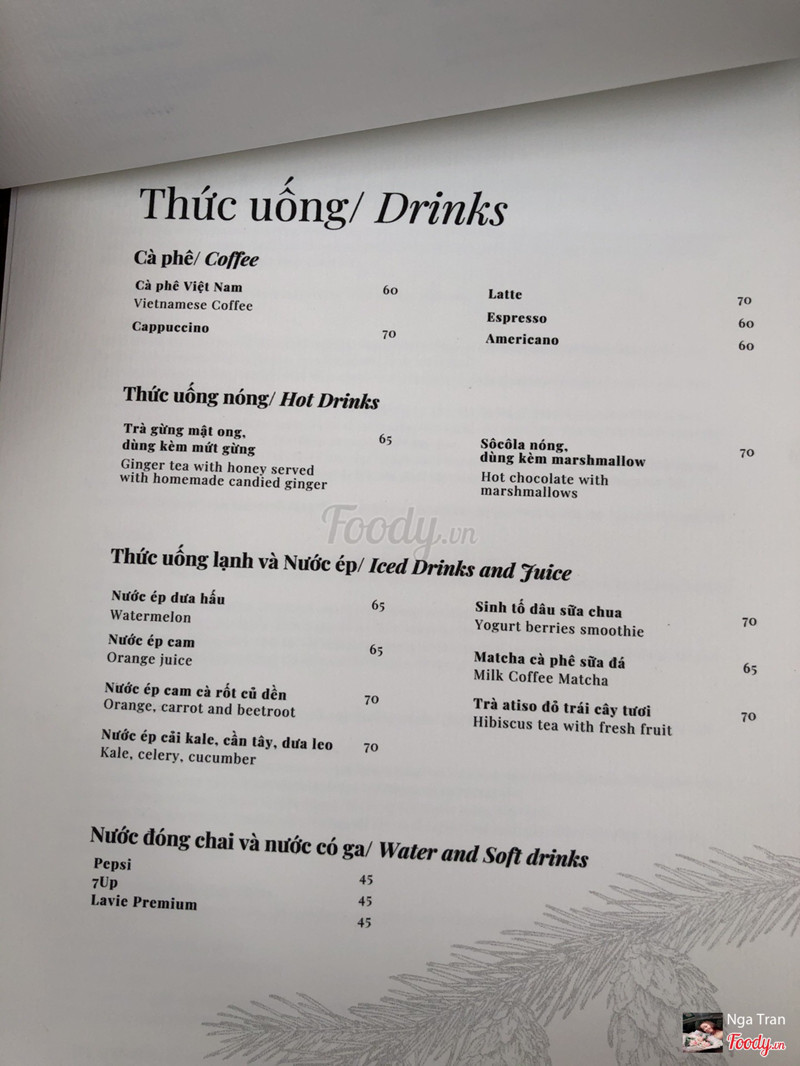 Thức uống/ Drinks
Cà phê/ Coffee
Cà phê Việt Nam 60
Vietnamese Coffee
Cappuccino 70
Latte 70
Espresso 60
Americano 60
Thức uống nóng/ Hot Drinks
Trà gừng mật ong, 65
dùng kèm mứt gừng
Ginger tea with honey served
with homemade candied ginger
Sôcôla nóng, 70
dùng kèm marshmallow
Hot chocolate with
marshmallows
Foody.vn
Thức uống lạnh và Nước ép/ Iced Drinks and Juice
Nước ép dưa hấu 65
Watermelon
Nước ép cam 65
Orange juice
Nước ép cam cà rốt củ dền 70
Orange, carrot and beetroot
Nước ép cải kale, cần tây, dưa leo 70
Kale, celery, cucumber
Sinh tố dâu sữa chua 70
Yogurt berries smoothie
Matcha cà phê sữa đá 65
Milk Coffee Matcha
Trà atiso đỏ trái cây tươi 70
Hibiscus tea with fresh fruit
Nước đóng chai và nước có ga/ Water and Soft drinks
Pepsi 45
7Up 45
Lavie Premium 45
Nga Tran
Foody.vn